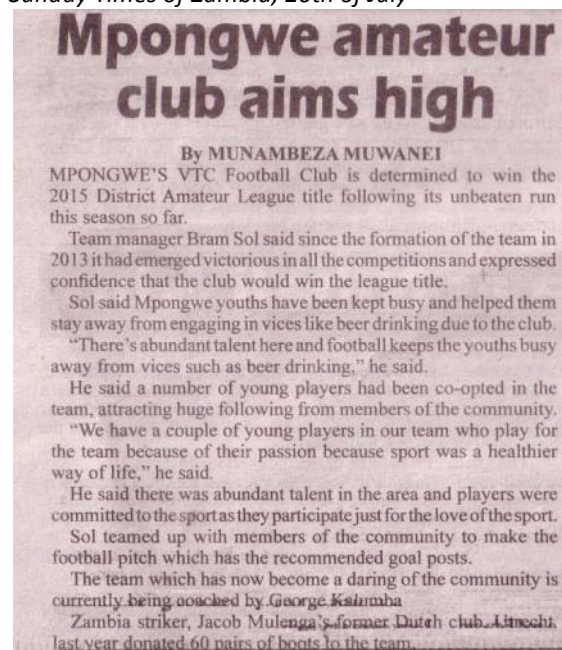 Sunday Times of Zambia, 26th of July
Mpongwe amateur
club aims high
By MUNAMBEZA MUWANEI
MPONGWE'S VTC Football Club is determined to win the
2015 District Amateur League title following its unbeaten run
this season so far.
Team manager Bram Sol said since the formation of the team in
2013 it had emerged victorious in all the competitions and expressed
confidence that the club would win the league title.
Sol said Mpongwe youths have been kept busy and helped them
stay away from engaging in vices like beer drinking due to the club.
"There's abundant talent here and football keeps the youths busy
away from vices such as beer drinking," he said.
He said a number of young players had been co-opted in the
team, attracting huge following from members of the community.
"We have a couple of young players in our team who play for
the team because of their passion because sport was a healthier
way of life," he said.
He said there was abundant talent in the area and players were
committed to the sport as they participate just for the love of the sport.
Sol teamed up with members of the community to make the
football pitch which has the recommended goal posts.
The team which has now become a daring of the community is
currently being coached by George Kalumba
Zambia striker, Jacob Mulenga's former Dutch club, Utrecht,
last year donated 60 pairs of boots to the team.